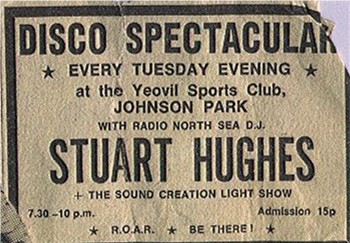 DISCO SPECTACULAR
★ EVERY TUESDAY EVENING ★
at the Yeovil Sports Club,
JOHNSON PARK
WITH RADIO NORTH SEA D.J.
STUART HUGHES
+ THE SOUND CREATION LIGHT SHOW
7.30–10 p.m. Admission 15p
★ R.O.A.R. ★ BE THERE! ★